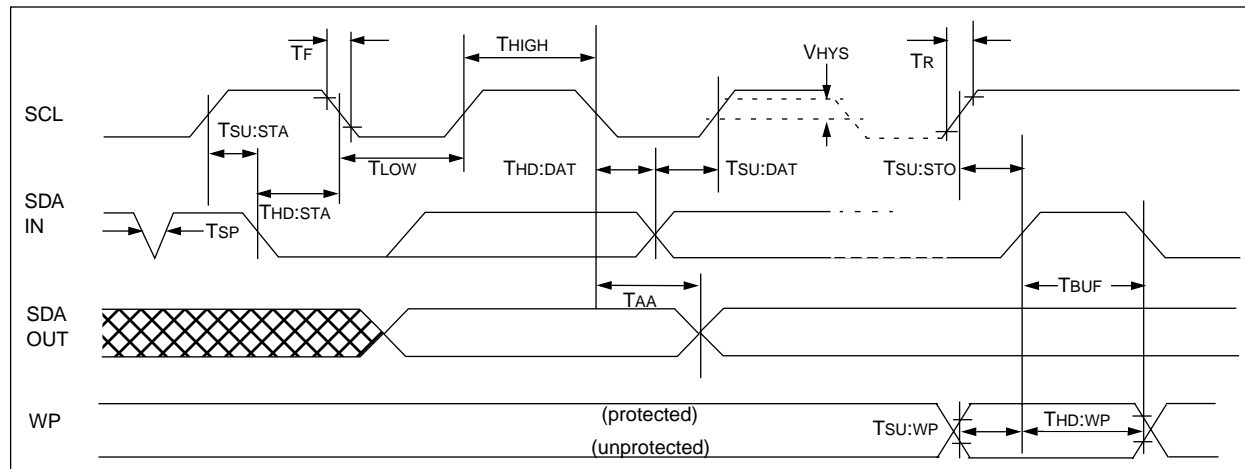 TF
THIGH
VHYS
TR
SCL
TSU:STA
TLOW
THD:DAT
TSU:DAT
TSU:STO
SDA
IN
THD:STA
TSP
SDA
OUT
TAA
TBUF
WP
(protected)
(unprotected)
TSU:WP
THD:WP